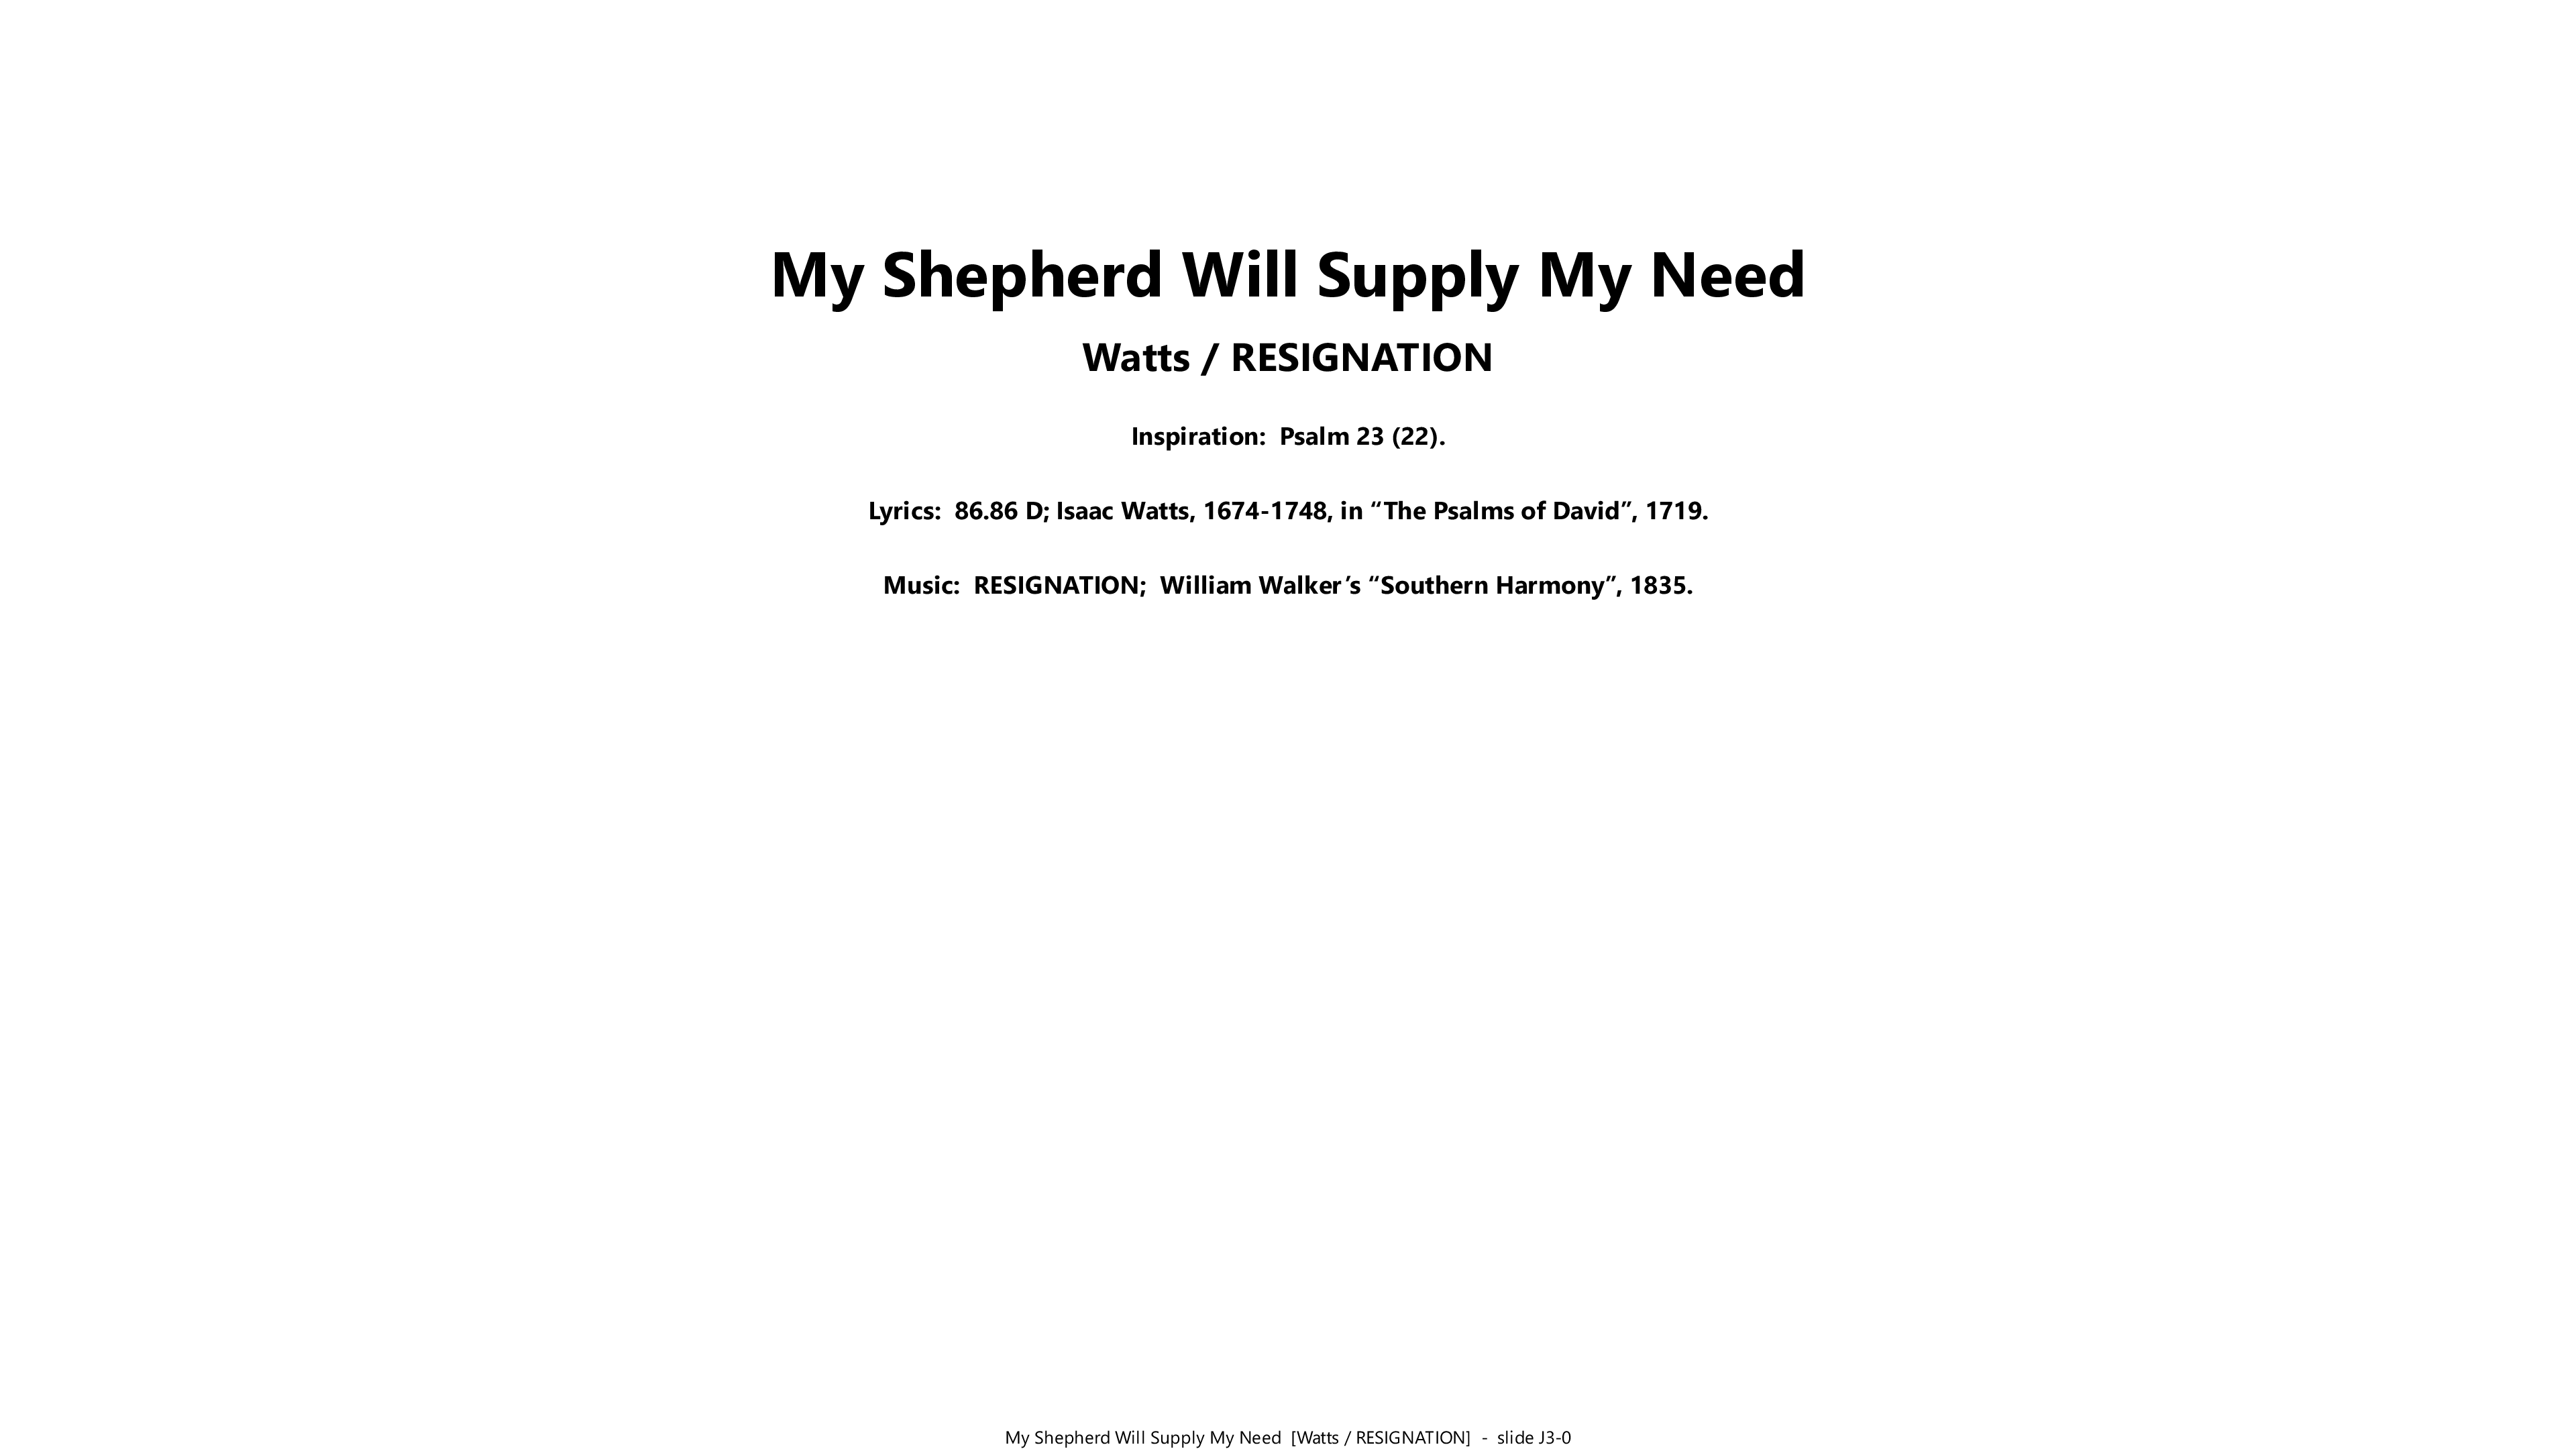 My Shepherd Will Supply My Need
Watts / RESIGNATION
Inspiration:  Psalm 23 (22).
Lyrics:  86.86 D; Isaac Watts, 1674-1748, in “The Psalms of David”, 1719.
Music:  RESIGNATION;  William Walker’s “Southern Harmony”, 1835.
My Shepherd Will Supply My Need  [Watts / RESIGNATION]  -  slide J3-0